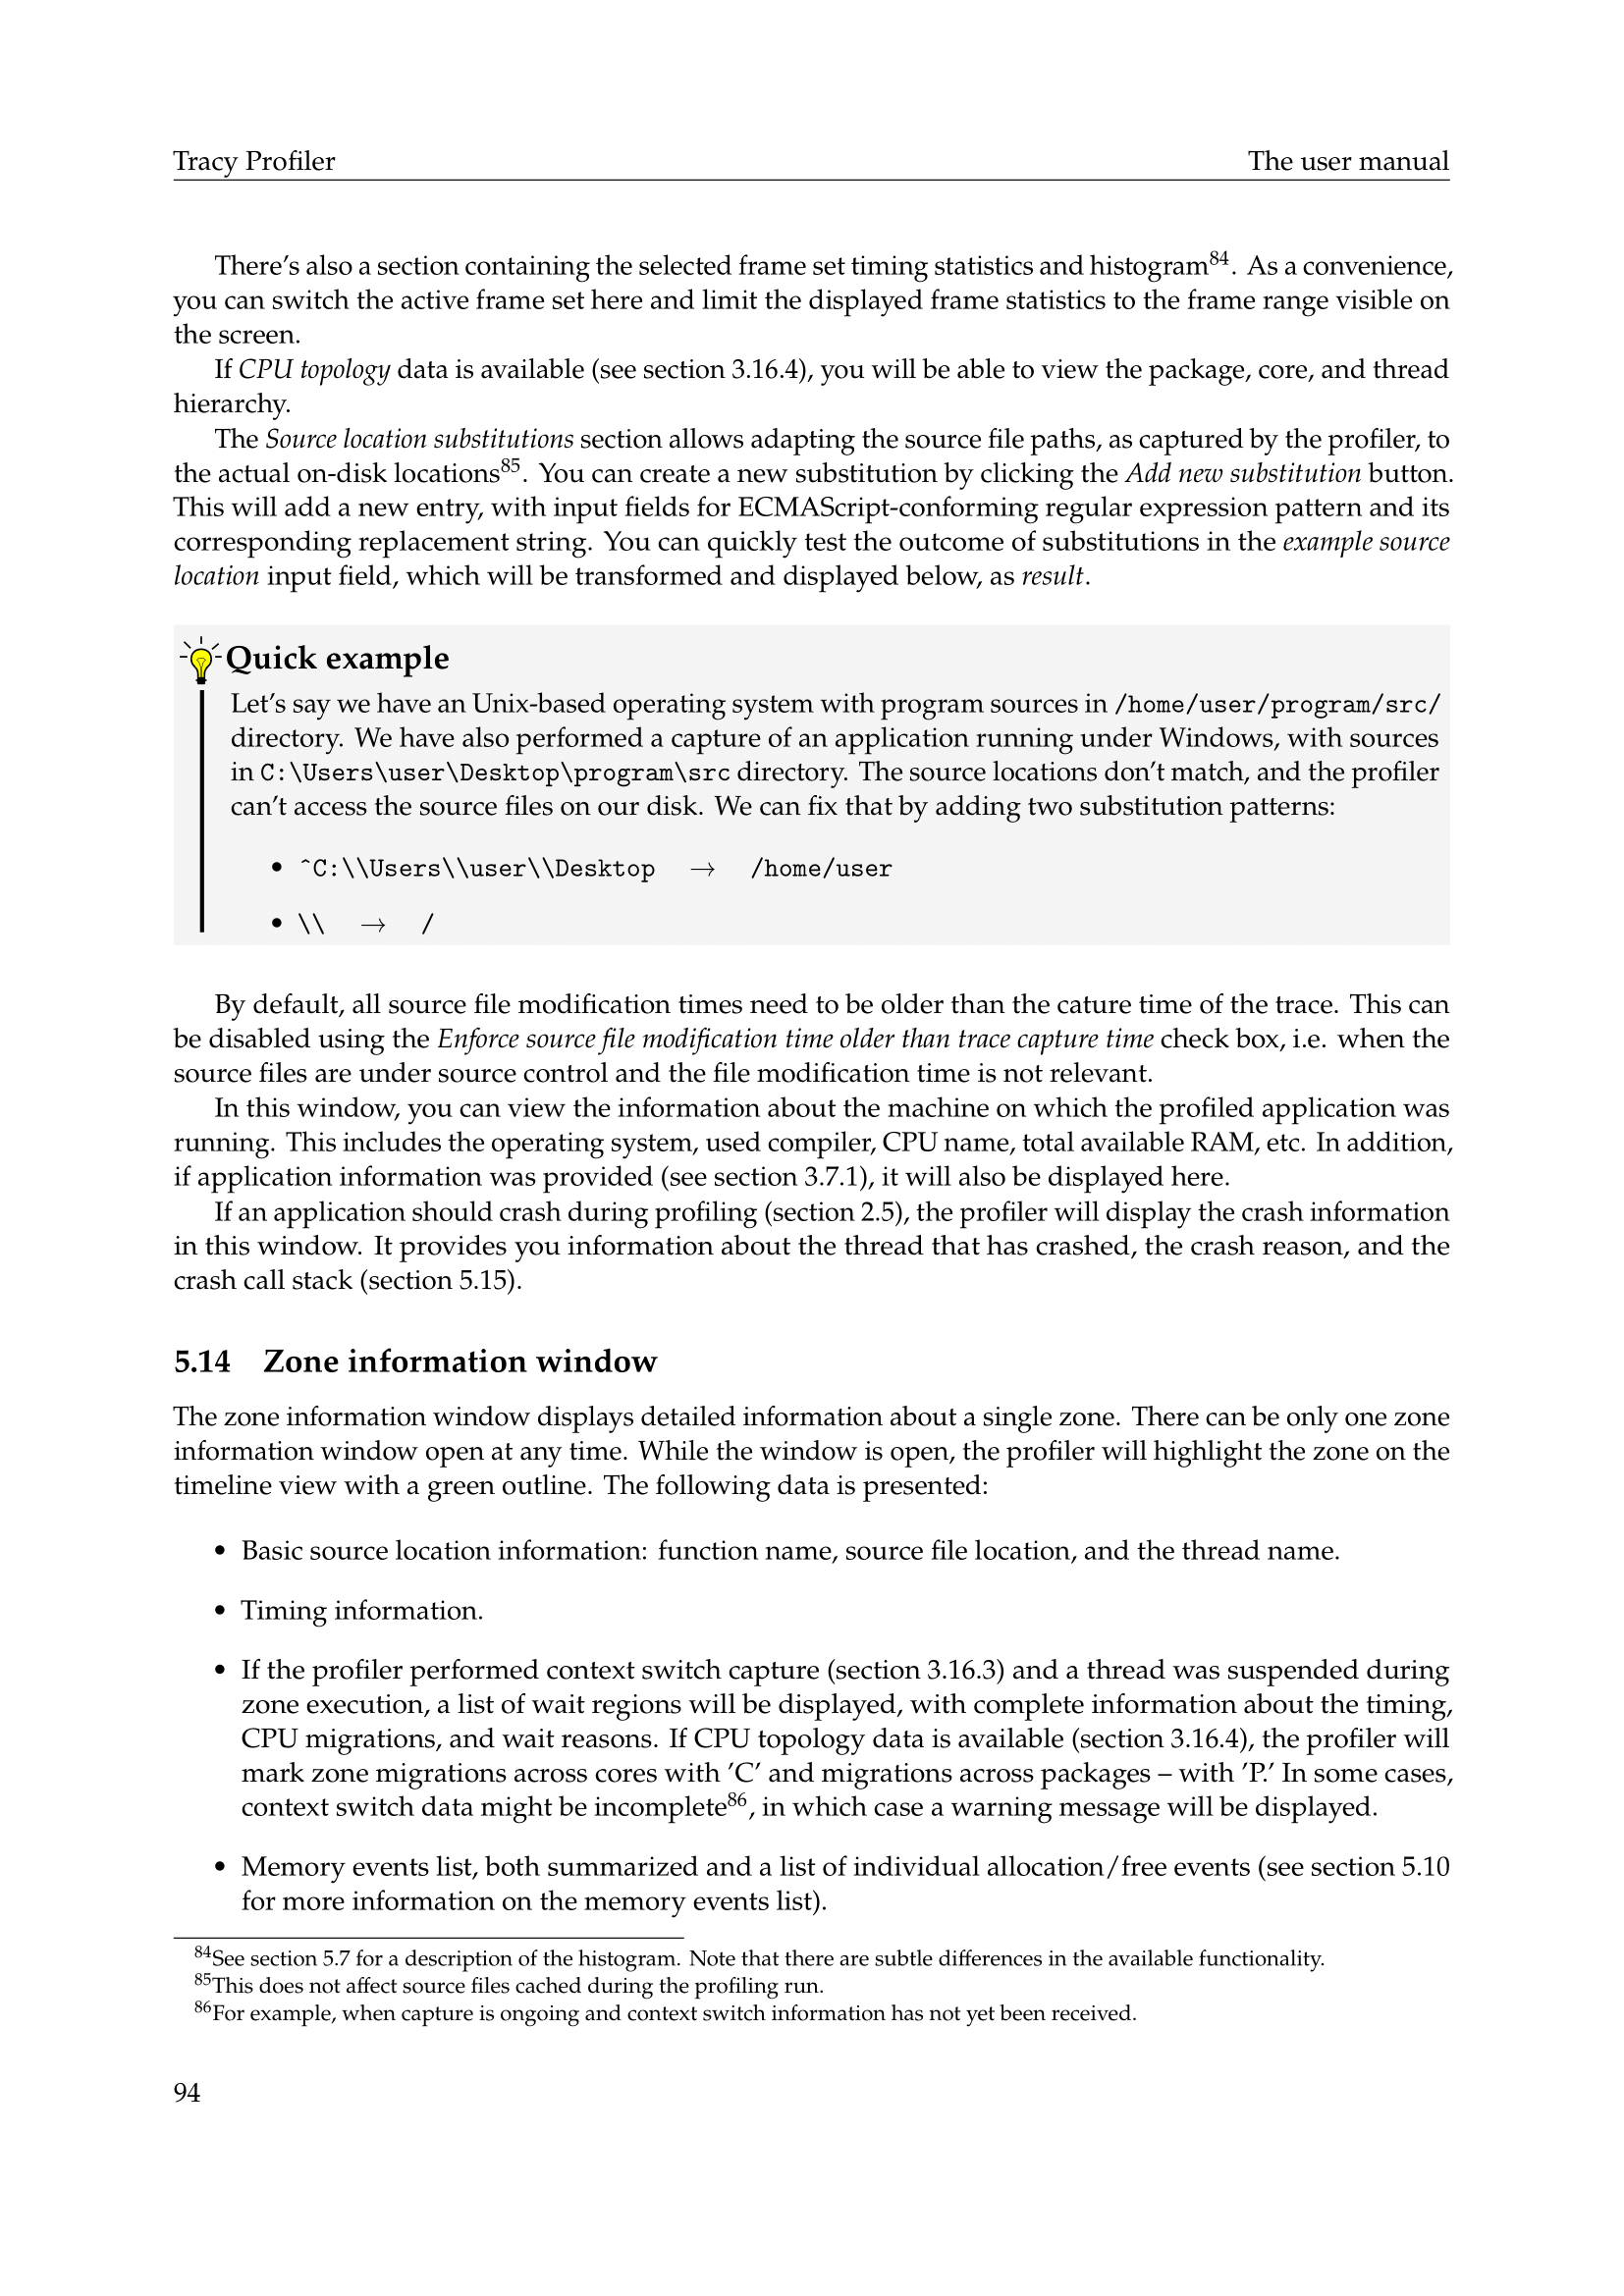 Tracy Profiler
The user manual
There’s also a section containing the selected frame set timing statistics and histogram84. As a convenience,
you can switch the active frame set here and limit the displayed frame statistics to the frame range visible on
the screen.
If CPU topology data is available (see section 3.16.4), you will be able to view the package, core, and thread
hierarchy.
The Source location substitutions section allows adapting the source file paths, as captured by the profiler, to
the actual on-disk locations85. You can create a new substitution by clicking the Add new substitution button.
This will add a new entry, with input fields for ECMAScript-conforming regular expression pattern and its
corresponding replacement string. You can quickly test the outcome of substitutions in the example source
location input field, which will be transformed and displayed below, as result.
Quick example
Let’s say we have an Unix-based operating system with program sources in /home/user/program/src/
directory. We have also performed a capture of an application running under Windows, with sources
in C:\Users\user\Desktop\program\src directory. The source locations don’t match, and the profiler
can’t access the source files on our disk. We can fix that by adding two substitution patterns:
• ^C:\\Users\\user\\Desktop → /home/user
• \\ → /
By default, all source file modification times need to be older than the cature time of the trace. This can
be disabled using the Enforce source file modification time older than trace capture time check box, i.e. when the
source files are under source control and the file modification time is not relevant.
In this window, you can view the information about the machine on which the profiled application was
running. This includes the operating system, used compiler, CPU name, total available RAM, etc. In addition,
if application information was provided (see section 3.7.1), it will also be displayed here.
If an application should crash during profiling (section 2.5), the profiler will display the crash information
in this window. It provides you information about the thread that has crashed, the crash reason, and the
crash call stack (section 5.15).
5.14 Zone information window
The zone information window displays detailed information about a single zone. There can be only one zone
information window open at any time. While the window is open, the profiler will highlight the zone on the
timeline view with a green outline. The following data is presented:
• Basic source location information: function name, source file location, and the thread name.
• Timing information.
• If the profiler performed context switch capture (section 3.16.3) and a thread was suspended during
zone execution, a list of wait regions will be displayed, with complete information about the timing,
CPU migrations, and wait reasons. If CPU topology data is available (section 3.16.4), the profiler will
mark zone migrations across cores with ’C’ and migrations across packages – with ’P.’ In some cases,
context switch data might be incomplete86, in which case a warning message will be displayed.
• Memory events list, both summarized and a list of individual allocation/free events (see section 5.10
for more information on the memory events list).
84See section 5.7 for a description of the histogram. Note that there are subtle differences in the available functionality.
85This does not affect source files cached during the profiling run.
86For example, when capture is ongoing and context switch information has not yet been received.
94